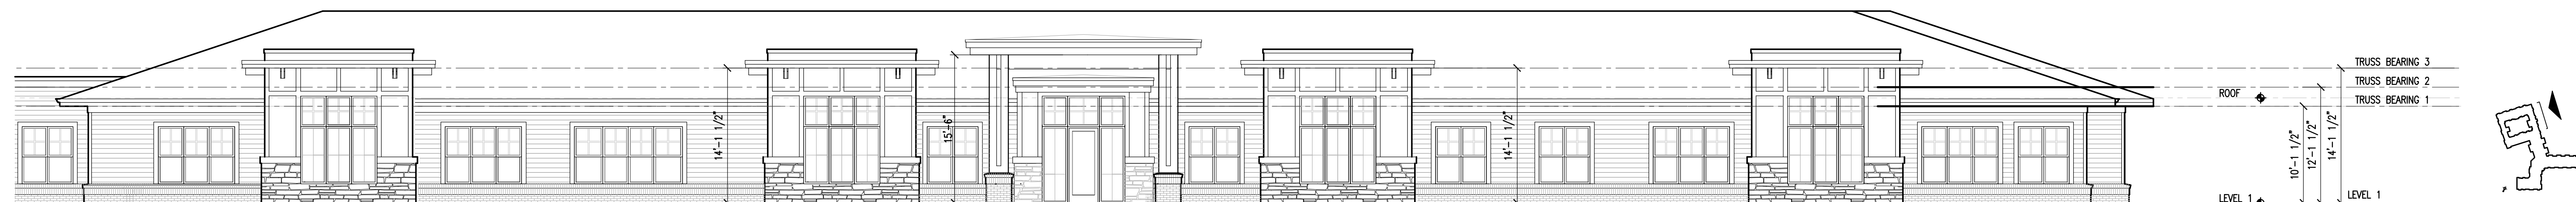 TRUSS BEARING 3
TRUSS BEARING 2
ROOF
TRUSS BEARING 1
14'-1 1/2"
15'-6"
14'-1 1/2"
10'-1 1/2"
12'-1 1/2"
14'-1 1/2"
LEVEL 1
LEVEL 1